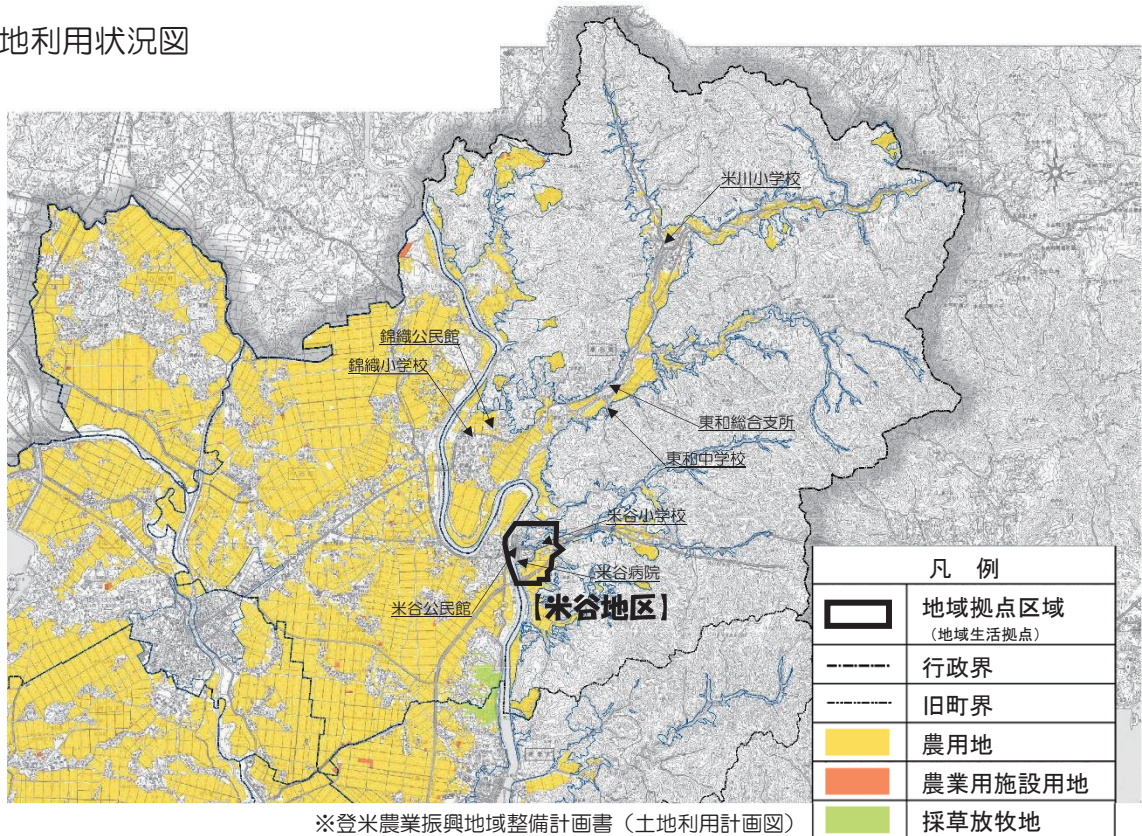 地利用状況図
米川小学校
錦織公民館
錦織小学校
東和総合支所
東和中学校
米谷小学校
米谷病院
米谷公民館
【米谷地区】
凡 例
地域拠点区域
（地域生活拠点）
行政界
旧町界
農用地
農業用施設用地
採草放牧地
※登米農業振興地域整備計画書（土地利用計画図）